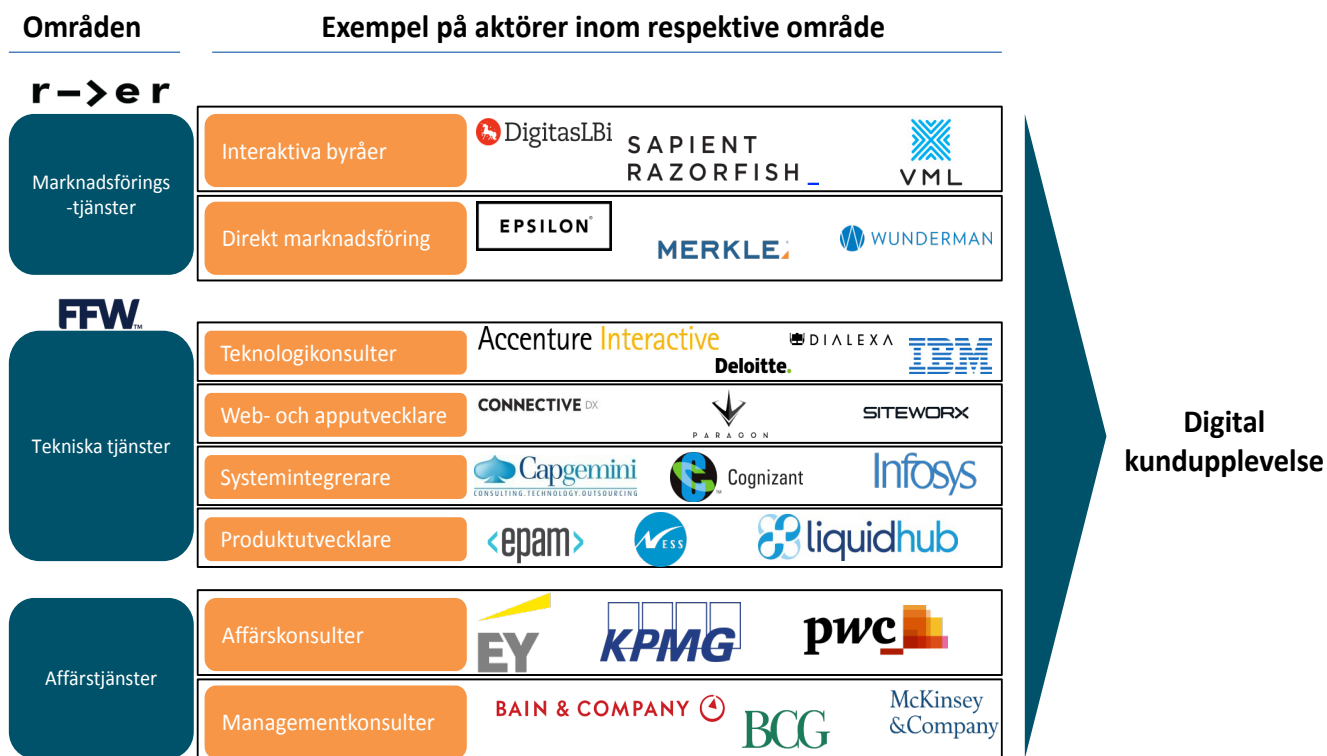 Områden
Exempel på aktörer inom respektive område
r–>er
Marknadsförings
-tjänster
Interaktiva byråer
DigitasLBi
SAPIENT
RAZORFISH_
VML
Direkt marknadsföring
EPSILON®
MERKLE
WUNDERMAN
FFW™
Tekniska tjänster
Teknologikonsulter
Accenture Interactive
Deloitte.
DIALEXA
IBM
Web- och apputvecklare
CONNECTIVE DX
PARAGON
SITEWORX
Systemintegrerare
Capgemini
CONSULTING.TECHNOLOGY.OUTSOURCING
Cognizant
Infosys
Produktutvecklare
<epam>
NESS
liquidhub
Affärstjänster
Affärskonsulter
EY
KPMG
pwc
Managementkonsulter
BAIN & COMPANY
BCG
McKinsey
&Company
Digital
kundupplevelse